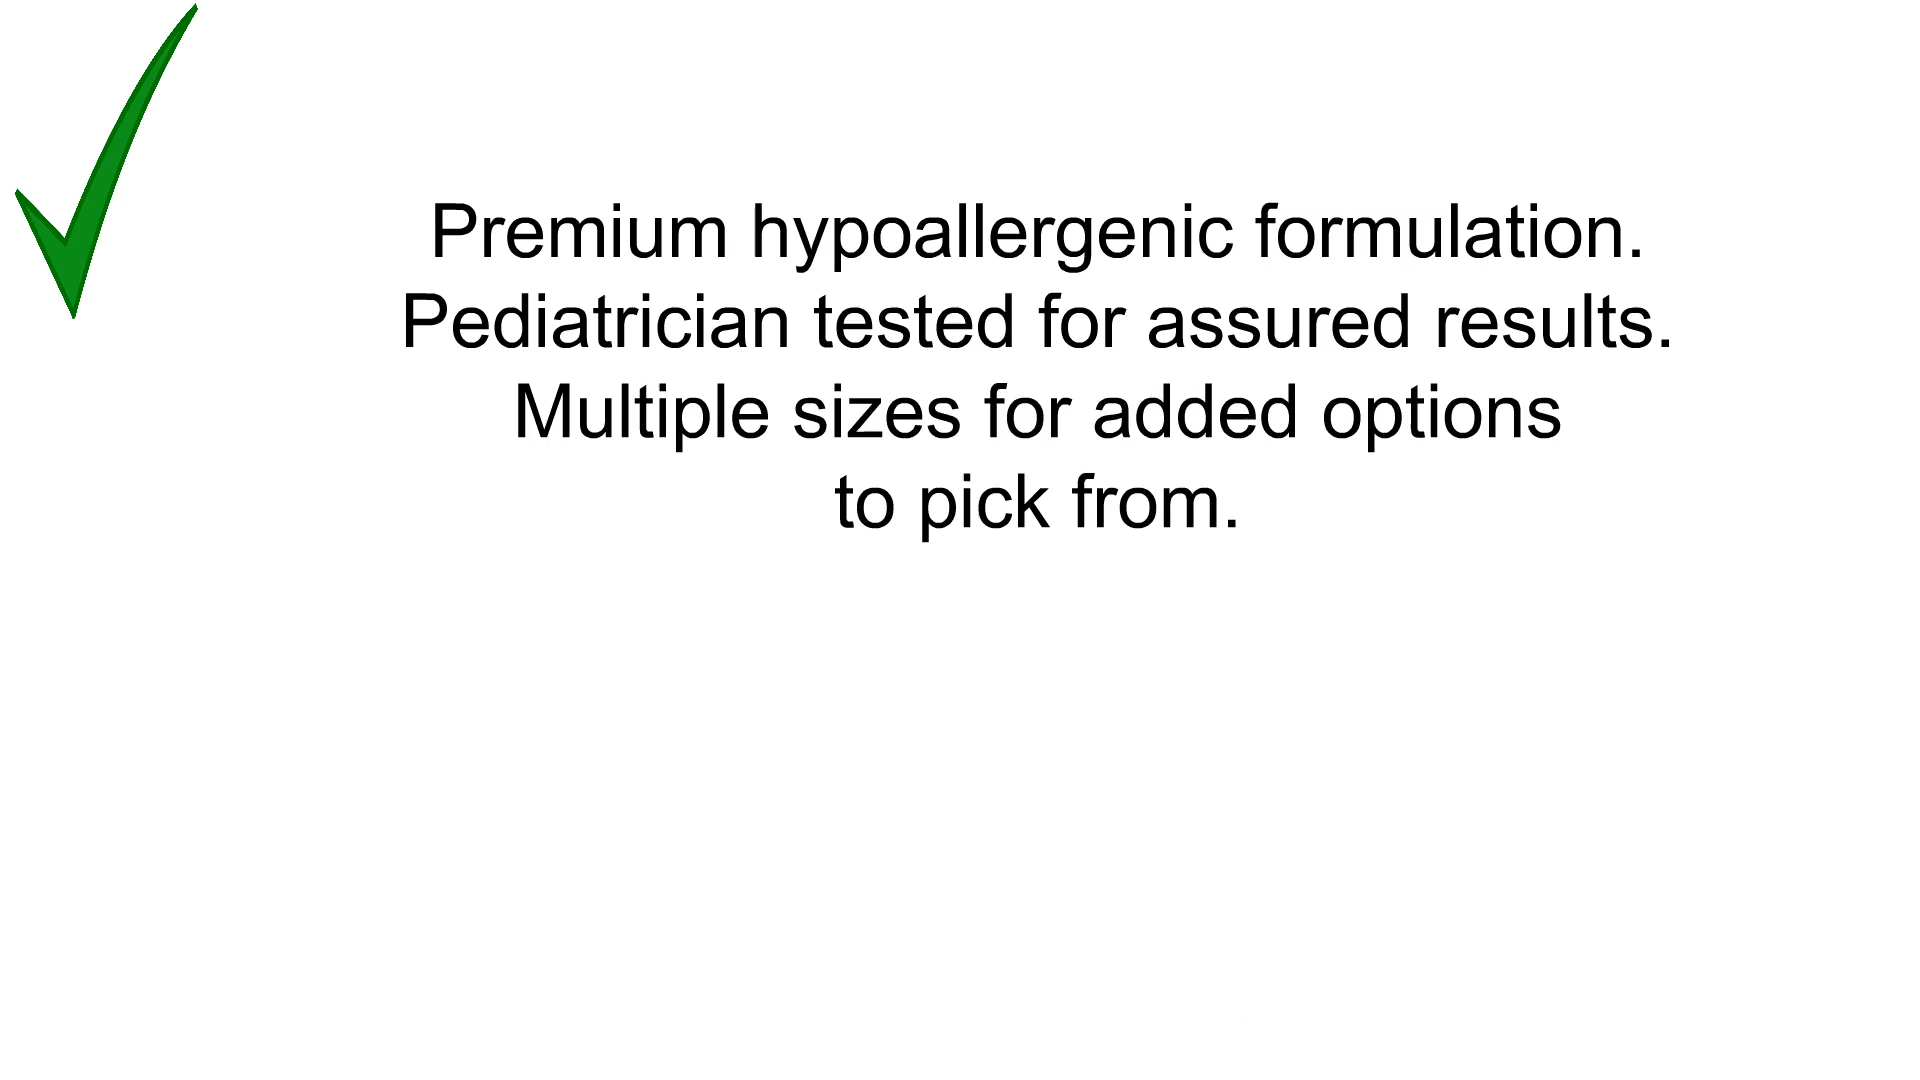 Premium hypoallergenic formulation.
Pediatrician tested for assured results.
Multiple sizes for added options
to pick from.